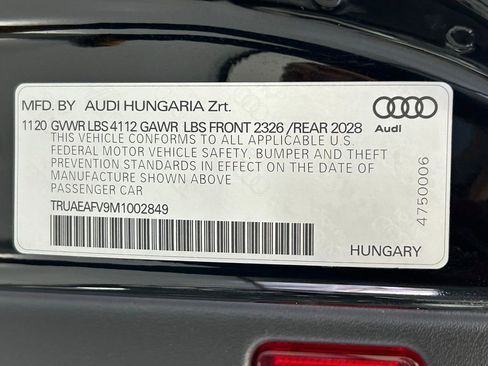 MFD. BY AUDI HUNGARIA Zrt.
1120 GVWR LBS 4112 GAWR LBS FRONT 2326 /REAR 2028
Audi
THIS VEHICLE CONFORMS TO ALL APPLICABLE U.S.
FEDERAL MOTOR VEHICLE SAFETY, BUMPER AND THEFT
PREVENTION STANDARDS IN EFFECT ON THE DATE OF
MANUFACTURE SHOWN ABOVE
PASSENGER CAR
TRUAEAFV9M1002849
HUNGARY
4750006